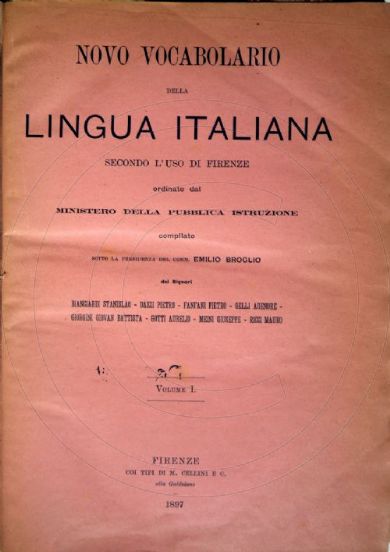 NOVO VOCABOLARIO
DELLA
LINGUA ITALIANA
SECONDO L'USO DI FIRENZE
ordinato dal
MINISTERO DELLA PUBBLICA ISTRUZIONE
compilato
SOTTO LA PRESIDENZA DEL COMM. EMILIO BROGLIO
dai Signori
BIANCIARDI STANISLAO - DAZZI PIETRO - FANFANI PIETRO - GELLI AGENORE -
GIORGINI GIOVAN BATTISTA - GOTTI AURELIO - MEINI GIUSEPPE - RICCI MAURO
VOLUME I.
FIRENZE
COI TIPI DI M. CELLINI E C.
alla Galileiana
1897